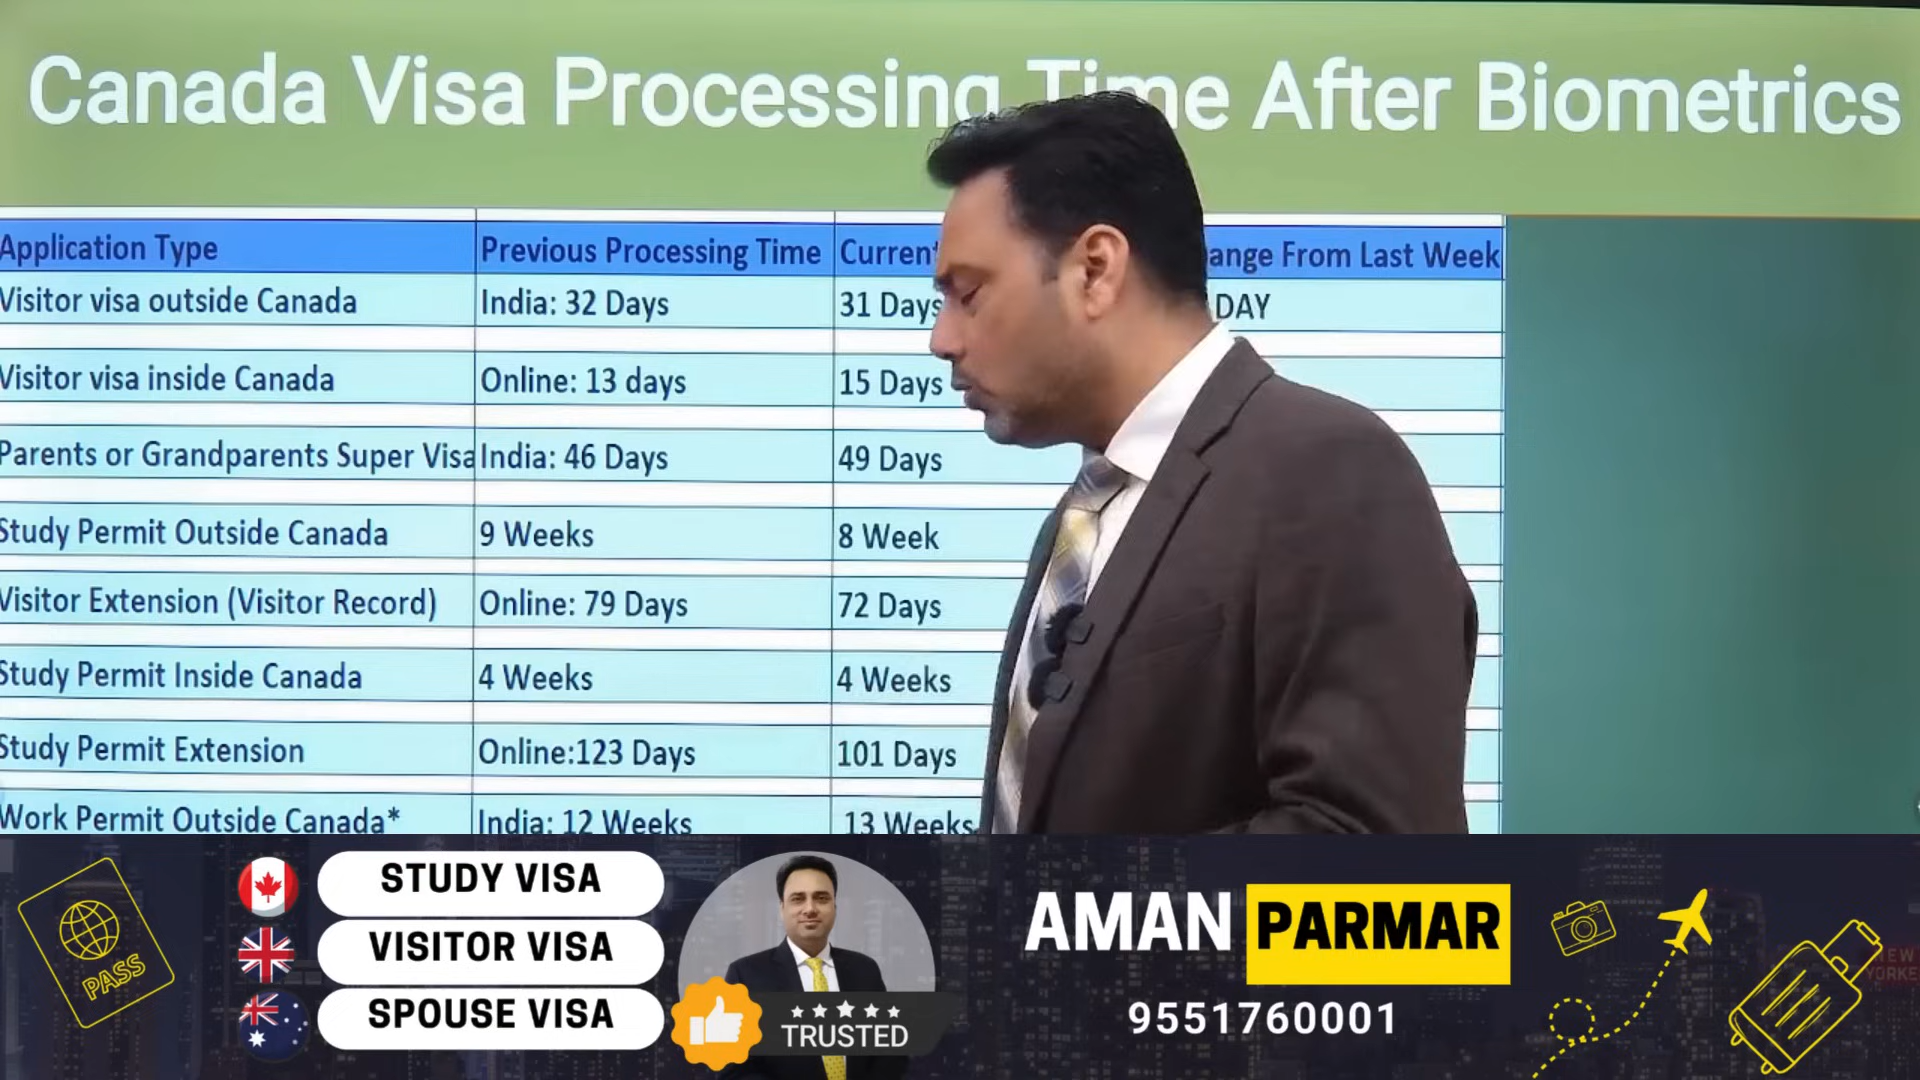 Canada Visa Processing Time After Biometrics
Application Type Previous Processing Time Current ange From Last Week
Visitor visa outside Canada India: 32 Days 31 Days DAY
Visitor visa inside Canada Online: 13 days 15 Days
Parents or Grandparents Super Visa India: 46 Days 49 Days
Study Permit Outside Canada 9 Weeks 8 Week
Visitor Extension (Visitor Record) Online: 79 Days 72 Days
Study Permit Inside Canada 4 Weeks 4 Weeks
Study Permit Extension Online:123 Days 101 Days
Work Permit Outside Canada* India: 12 Weeks 13 Weeks
PASS
STUDY VISA
VISITOR VISA
SPOUSE VISA
TRUSTED
AMAN PARMAR
9551760001
NEW
YORKE